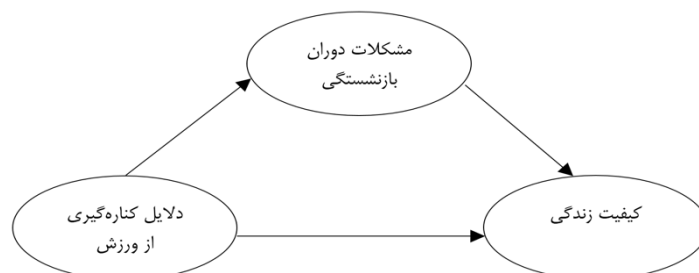 مشکلات دوران
بازنشستگی
دلایل کناره‌گیری
از ورزش
کیفیت زندگی